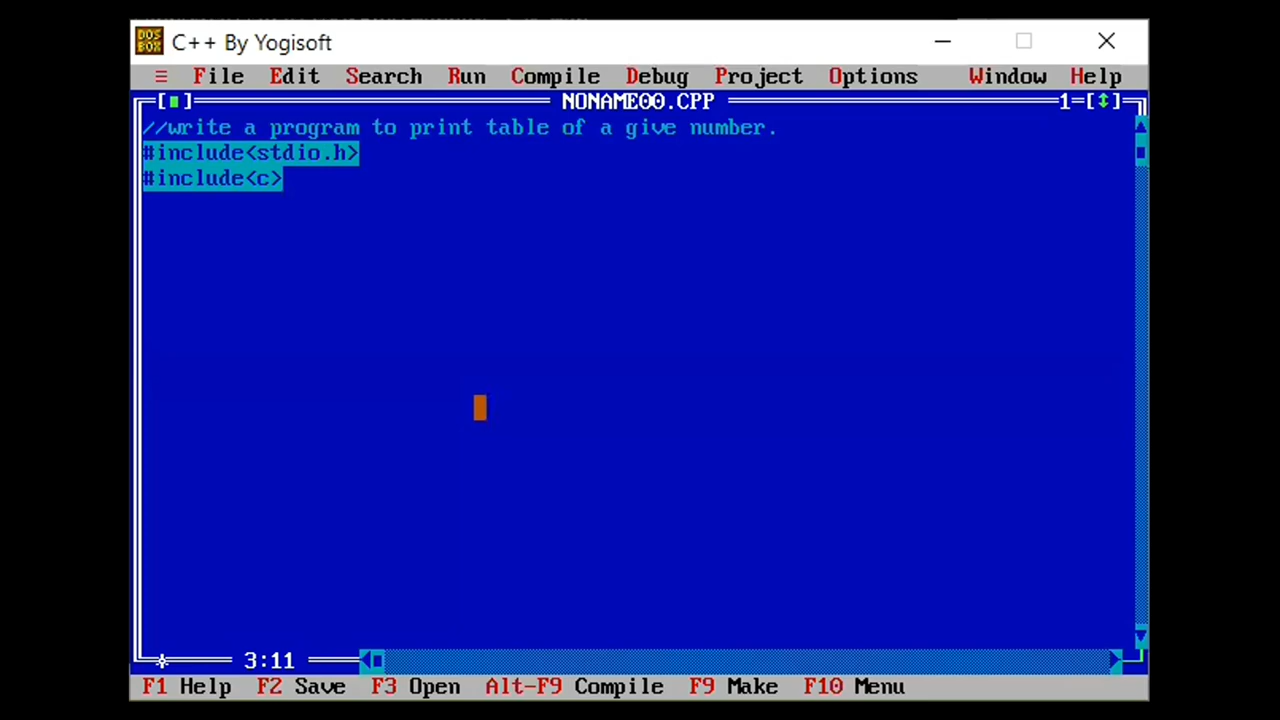 DOS BOX C++ By Yogisoft
≡ File Edit Search Run Compile Debug Project Options Window Help
NONAME00.CPP 1
//write a program to print table of a give number.
#include<stdio.h>
#include<c>
3:11
F1 Help F2 Save F3 Open Alt-F9 Compile F9 Make F10 Menu